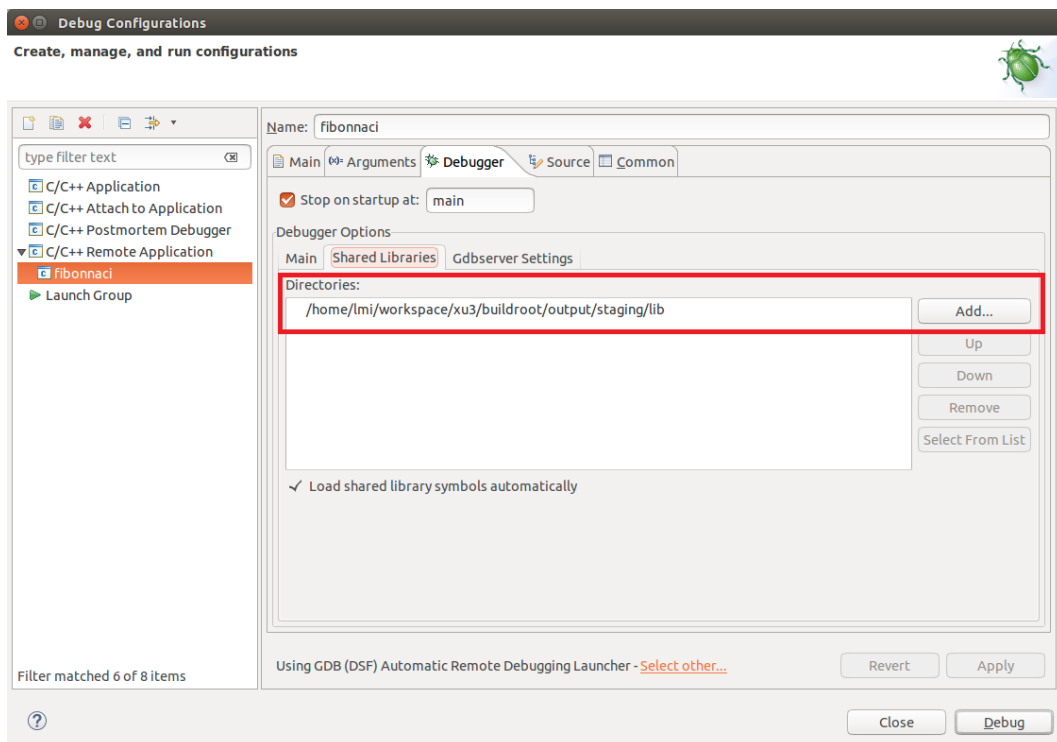 Debug Configurations
Create, manage, and run configurations
type filter text
C/C++ Application
C/C++ Attach to Application
C/C++ Postmortem Debugger
C/C++ Remote Application
fibonnaci
Launch Group
Filter matched 6 of 8 items
Name: fibonnaci
Main Arguments Debugger Source Common
Stop on startup at: main
Debugger Options
Main Shared Libraries Gdbserver Settings
Directories:
/home/lmi/workspace/xu3/buildroot/output/staging/lib
Add...
Up
Down
Remove
Select From List
Load shared library symbols automatically
Using GDB (DSF) Automatic Remote Debugging Launcher - Select other...
Revert Apply
Close Debug